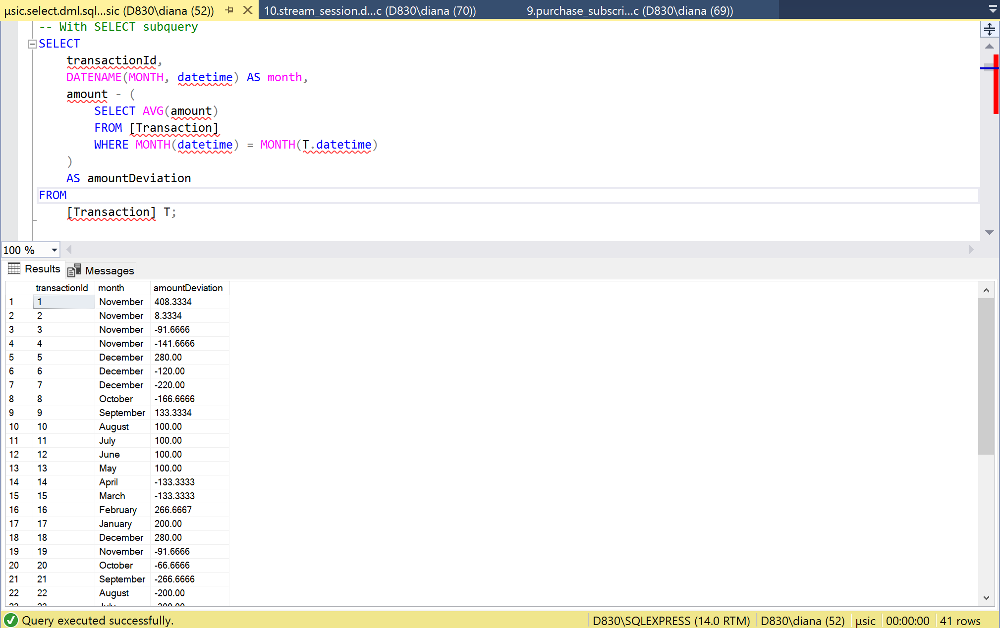 µsic.select.dml.sql...sic (D830\diana (52)) 10.stream_session.d...c (D830\diana (70)) 9.purchase_subscri...c (D830\diana (69))
-- With SELECT subquery
SELECT
transactionId,
DATENAME(MONTH, datetime) AS month,
amount - (
SELECT AVG(amount)
FROM [Transaction]
WHERE MONTH(datetime) = MONTH(T.datetime)
)
AS amountDeviation
FROM
[Transaction] T;
100 %
Results Messages
transactionId month amountDeviation
1 1 November 408.3334
2 2 November 8.3334
3 3 November -91.6666
4 4 November -141.6666
5 5 December 280.00
6 6 December -120.00
7 7 December -220.00
8 8 October -166.6666
9 9 September 133.3334
10 10 August 100.00
11 11 July 100.00
12 12 June 100.00
13 13 May 100.00
14 14 April -133.3333
15 15 March -133.3333
16 16 February 266.6667
17 17 January 200.00
18 18 December 280.00
19 19 November -91.6666
20 20 October -66.6666
21 21 September -266.6666
22 22 August -200.00
23 23 July
Query executed successfully. D830\SQLEXPRESS (14.0 RTM) D830\diana (52) µsic 00:00:00 41 rows